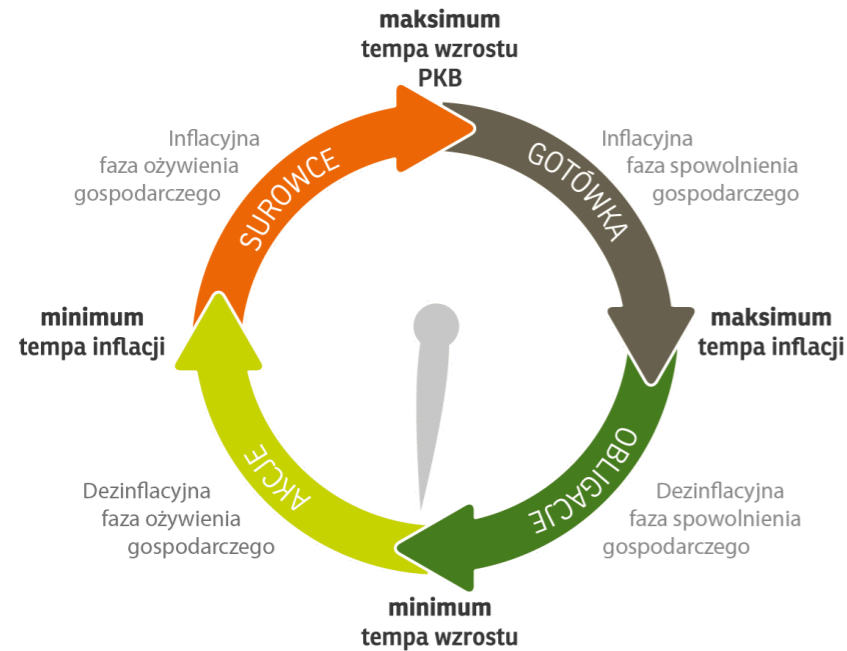 maksimum
tempa wzrostu
PKB
Inflacyjna
faza ożywienia
gospodarczego
SUROWCE
GOTÓWKA
Inflacyjna
faza spowolnienia
gospodarczego
minimum
tempa inflacji
maksimum
tempa inflacji
Dezinflacyjna
faza ożywienia
gospodarczego
AKCJE
OBLIGACJE
Dezinflacyjna
faza spowolnienia
gospodarczego
minimum
tempa wzrostu